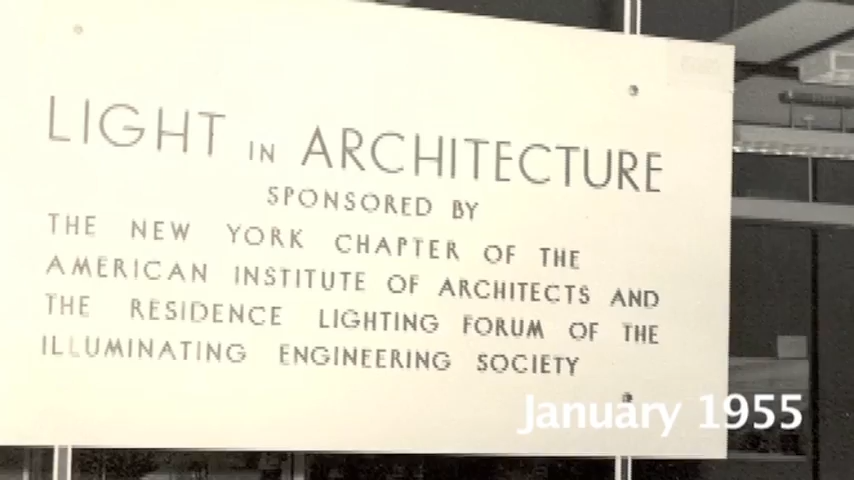 LIGHT IN ARCHITECTURE
SPONSORED BY
THE NEW YORK CHAPTER OF THE
AMERICAN INSTITUTE OF ARCHITECTS AND
THE RESIDENCE LIGHTING FORUM OF THE
ILLUMINATING ENGINEERING SOCIETY
January 1955